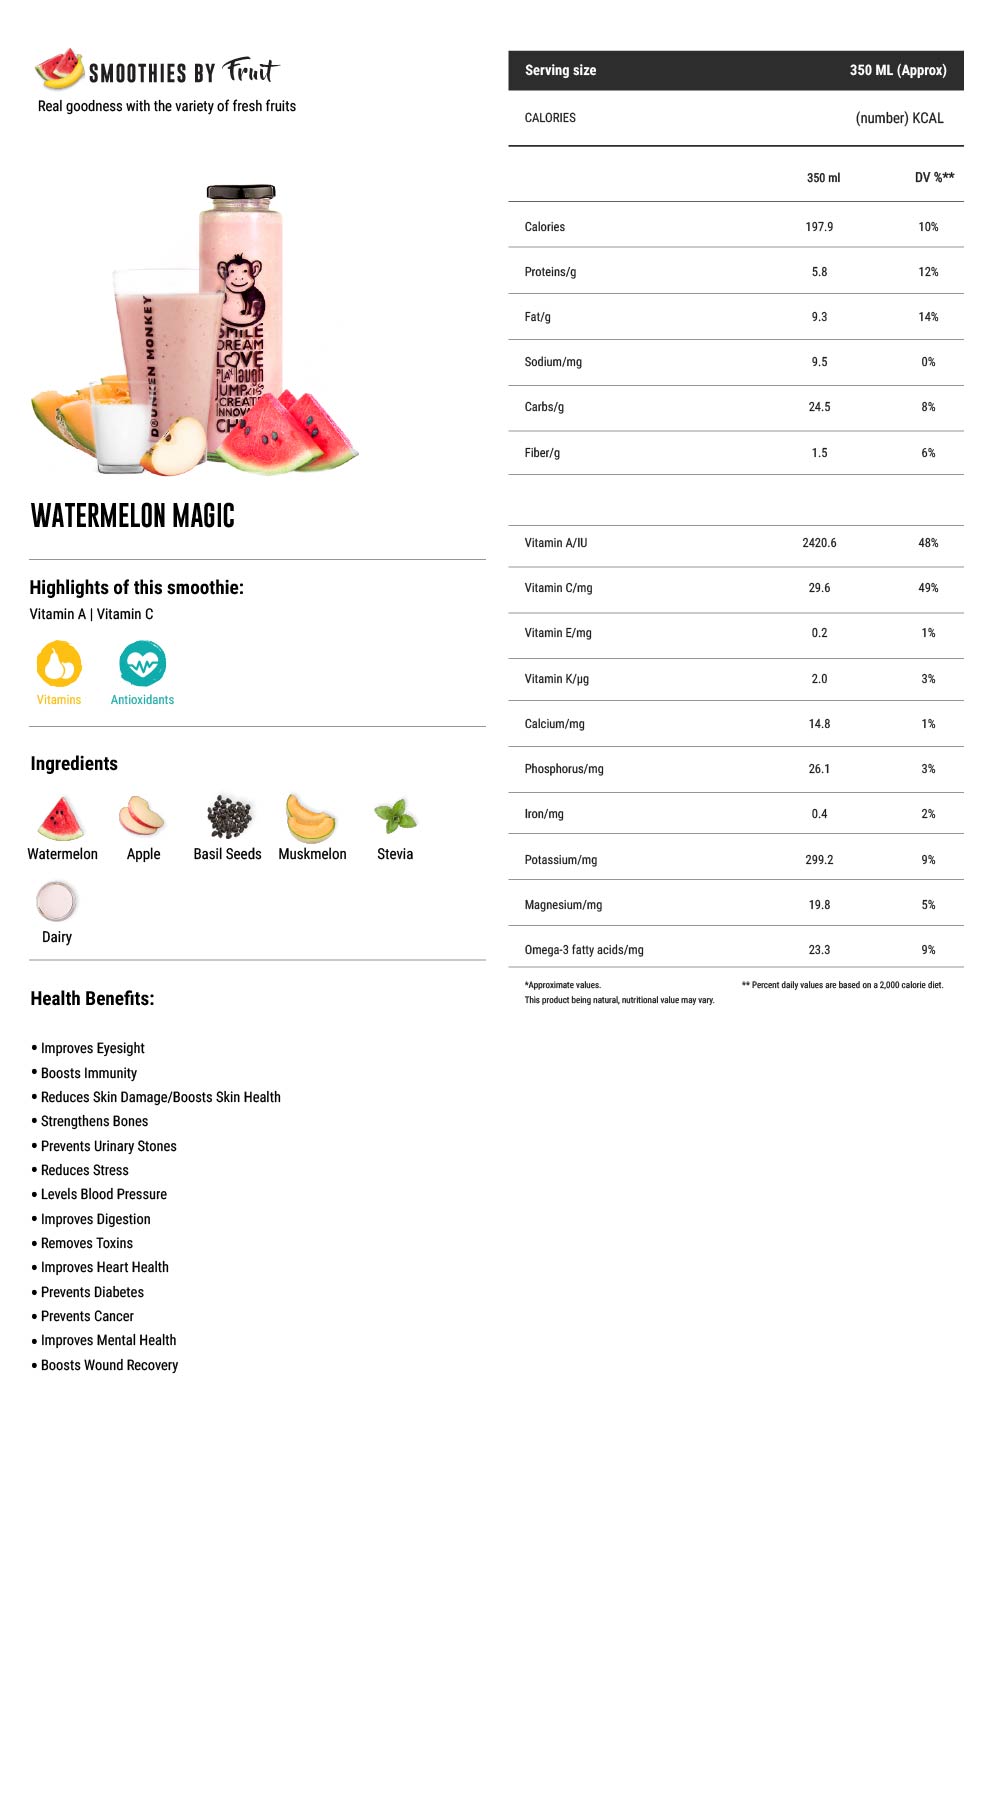 SMOOTHIES BY Fruit
Real goodness with the variety of fresh fruits
DRUNKEN MONKEY
SMILE
DREAM
LOVE
PLAY laugh
JUMP KISS
CREAT
INNOV
CH
WATERMELON MAGIC
Highlights of this smoothie:
Vitamin A | Vitamin C
Vitamins Antioxidants
Ingredients
Watermelon Apple Basil Seeds Muskmelon Stevia
Dairy
Health Benefits:
• Improves Eyesight
• Boosts Immunity
• Reduces Skin Damage/Boosts Skin Health
• Strengthens Bones
• Prevents Urinary Stones
• Reduces Stress
• Levels Blood Pressure
• Improves Digestion
• Removes Toxins
• Improves Heart Health
• Prevents Diabetes
• Prevents Cancer
• Improves Mental Health
• Boosts Wound Recovery
Serving size 350 ML (Approx)
CALORIES (number) KCAL
350 ml DV %**
Calories 197.9 10%
Proteins/g 5.8 12%
Fat/g 9.3 14%
Sodium/mg 9.5 0%
Carbs/g 24.5 8%
Fiber/g 1.5 6%
Vitamin A/IU 2420.6 48%
Vitamin C/mg 29.6 49%
Vitamin E/mg 0.2 1%
Vitamin K/µg 2.0 3%
Calcium/mg 14.8 1%
Phosphorus/mg 26.1 3%
Iron/mg 0.4 2%
Potassium/mg 299.2 9%
Magnesium/mg 19.8 5%
Omega-3 fatty acids/mg 23.3 9%
*Approximate values. ** Percent daily values are based on a 2,000 calorie diet.
This product being natural, nutritional value may vary.